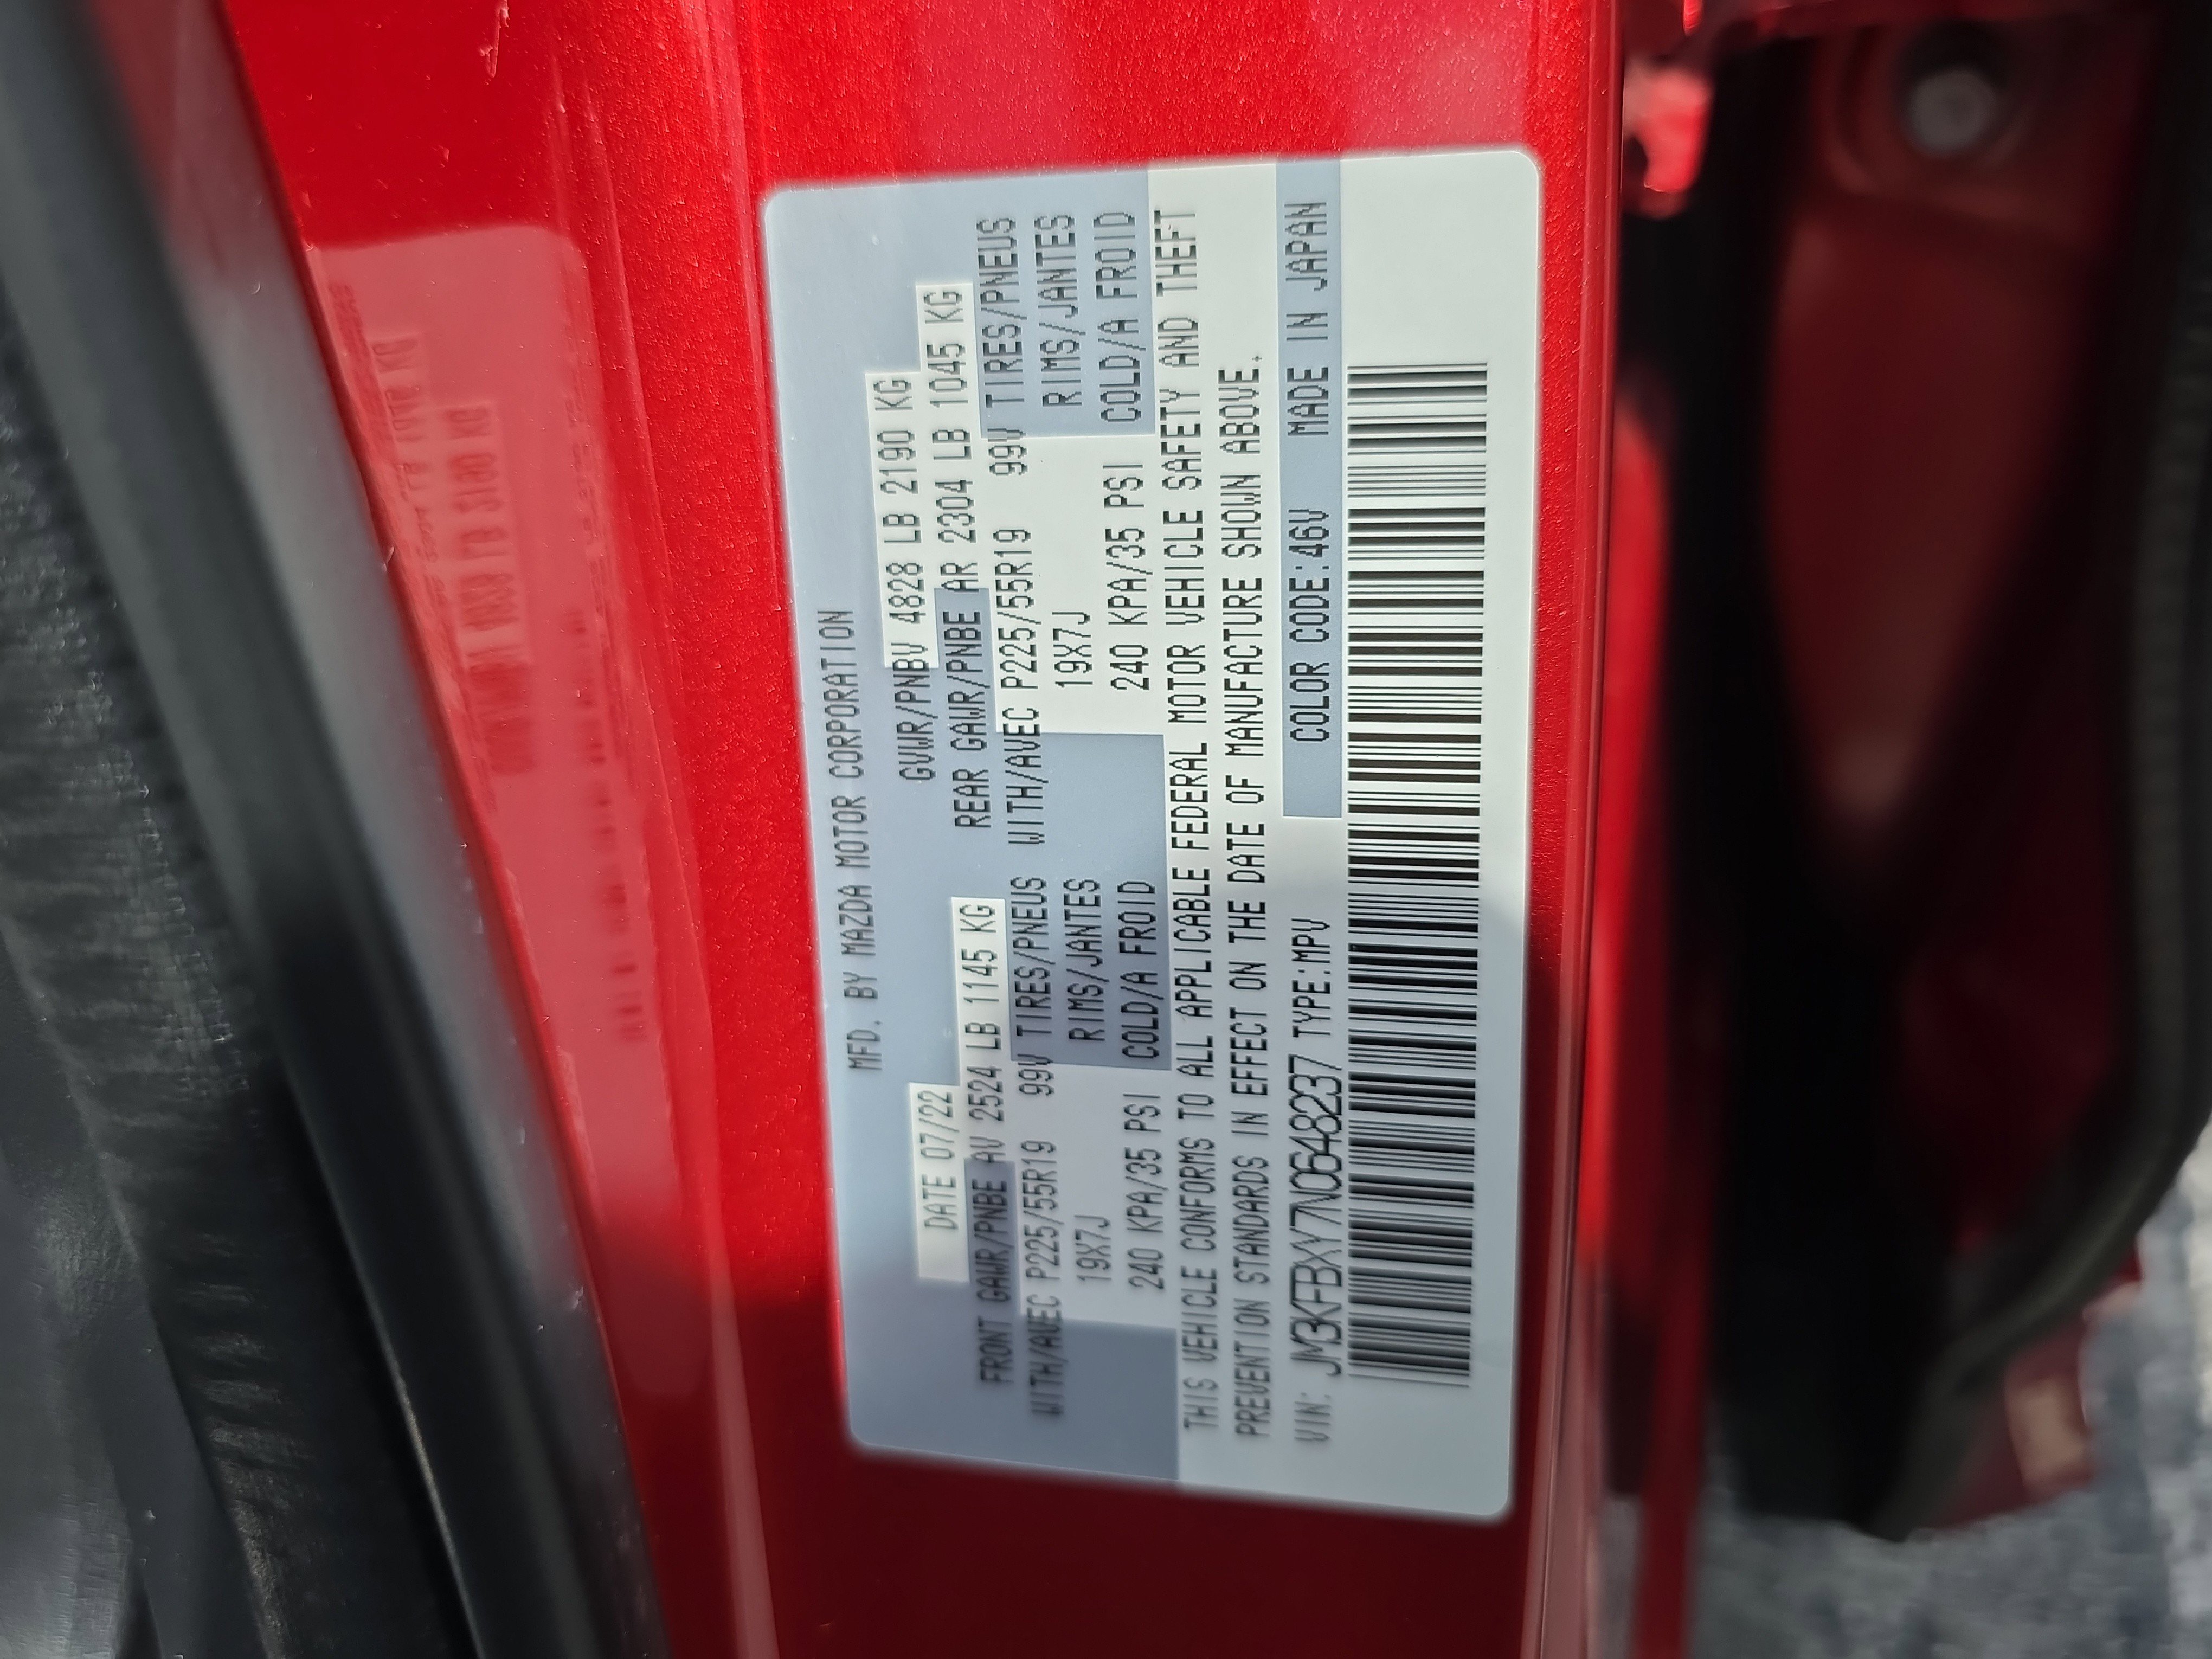 MFD. BY MAZDA MOTOR CORPORATION
DATE 07/22 GVWR/PNBV 4828 LB 2190 KG
FRONT GAWR/PNBE AV 2524 LB 1145 KG REAR GAWR/PNBE AR 2304 LB 1045 KG
WITH/AVEC P225/55R19 99V TIRES/PNEUS WITH/AVEC P225/55R19 99V TIRES/PNEUS
19X7J RIMS/JANTES 19X7J RIMS/JANTES
240 KPA/35 PSI COLD/A FROID 240 KPA/35 PSI COLD/A FROID
THIS VEHICLE CONFORMS TO ALL APPLICABLE FEDERAL MOTOR VEHICLE SAFETY AND THEFT
PREVENTION STANDARDS IN EFFECT ON THE DATE OF MANUFACTURE SHOWN ABOVE.
VIN: JM3KFBXY7N0648237 TYPE:MPV COLOR CODE:46V MADE IN JAPAN